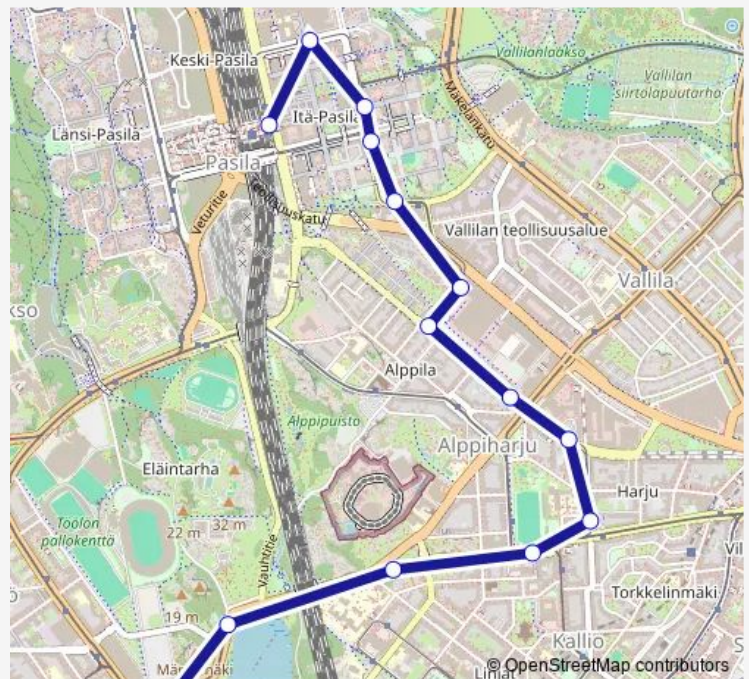 Keski-Pasila
Vallilanlaakso
Vallilan
siirtolapuutarha
Mäkelänkatu
Länsi-Pasila
Itä-Pasila
Pasila
Veturitie
Teollisuuskatu
Vallilan teollisuusalue
Vallila
Alppila
Alppipuisto
Alppiharju
Eläintarha
Harju
Töölön
pallokenttä
22 m
32 m
Vauhtitie
19 m
Torkkelinmäki
Kallio
© OpenStreetMap contributors